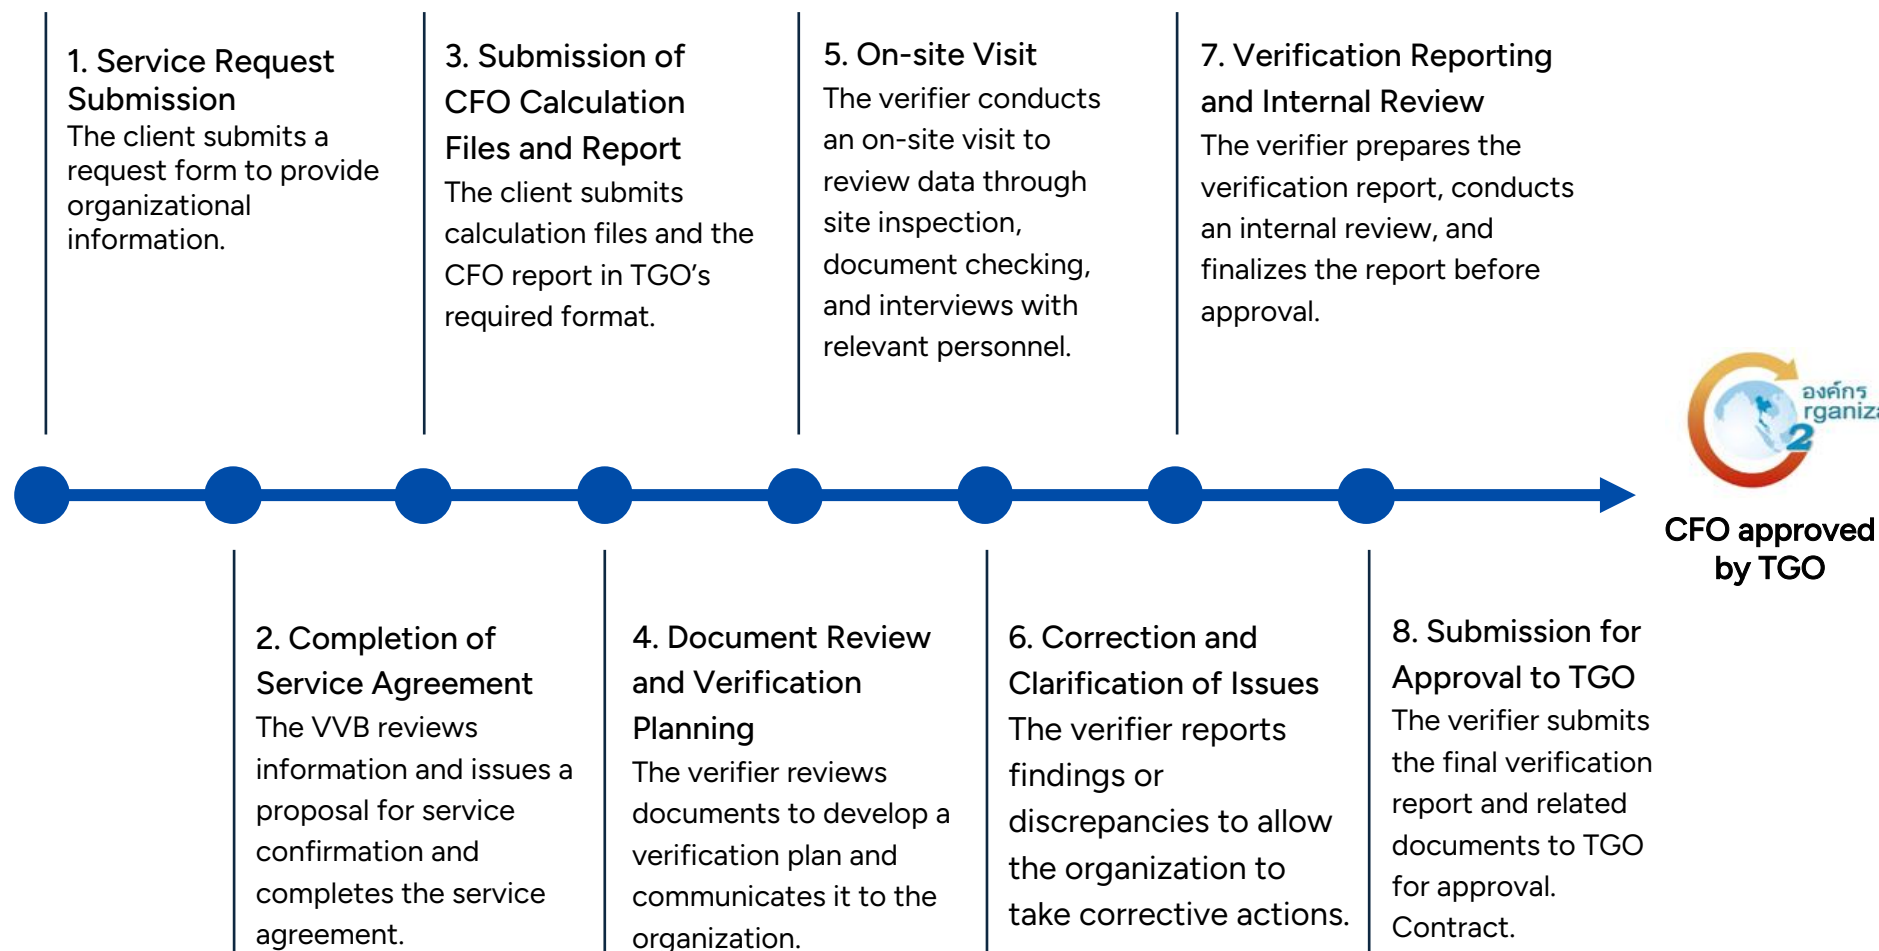 1. Service Request
Submission
The client submits a
request form to provide
organizational
information.
3. Submission of
CFO Calculation
Files and Report
The client submits
calculation files and the
CFO report in TGO’s
required format.
5. On-site Visit
The verifier conducts
an on-site visit to
review data through
site inspection,
document checking,
and interviews with
relevant personnel.
7. Verification Reporting
and Internal Review
The verifier prepares the
verification report, conducts
an internal review, and
finalizes the report before
approval.
องค์กร
rganiza
2
CFO approved
by TGO
2. Completion of
Service Agreement
The VVB reviews
information and issues a
proposal for service
confirmation and
completes the service
agreement.
4. Document Review
and Verification
Planning
The verifier reviews
documents to develop a
verification plan and
communicates it to the
organization.
6. Correction and
Clarification of Issues
The verifier reports
findings or
discrepancies to allow
the organization to
take corrective actions.
8. Submission for
Approval to TGO
The verifier submits
the final verification
report and related
documents to TGO
for approval.
Contract.